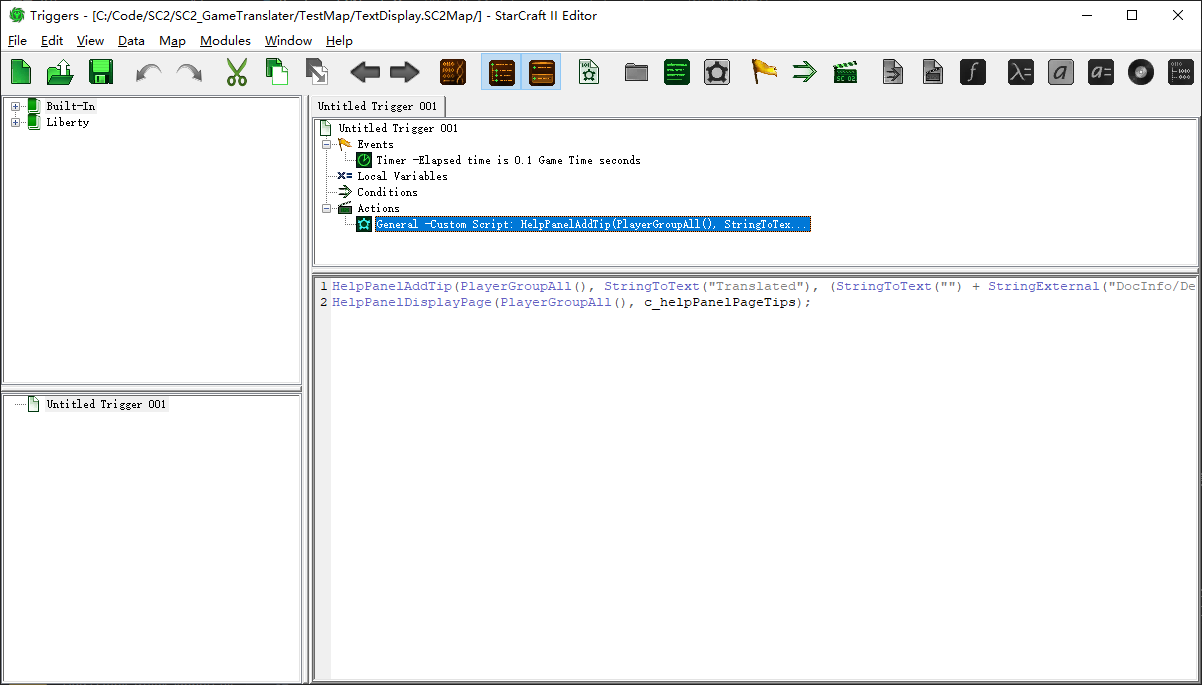 Triggers - [C:/Code/SC2/SC2_GameTranslater/TestMap/TextDisplay.SC2Map/] - StarCraft II Editor
File Edit View Data Map Modules Window Help
Built-In
Liberty
Untitled Trigger 001
Untitled Trigger 001
Untitled Trigger 001
Events
Timer -Elapsed time is 0.1 Game Time seconds
Local Variables
Conditions
Actions
General -Custom Script: HelpPanelAddTip(PlayerGroupAll(), StringToTex...
1 HelpPanelAddTip(PlayerGroupAll(), StringToText("Translated"), (StringToText("") + StringExternal("DocInfo/De
2 HelpPanelDisplayPage(PlayerGroupAll(), c_helpPanelPageTips);